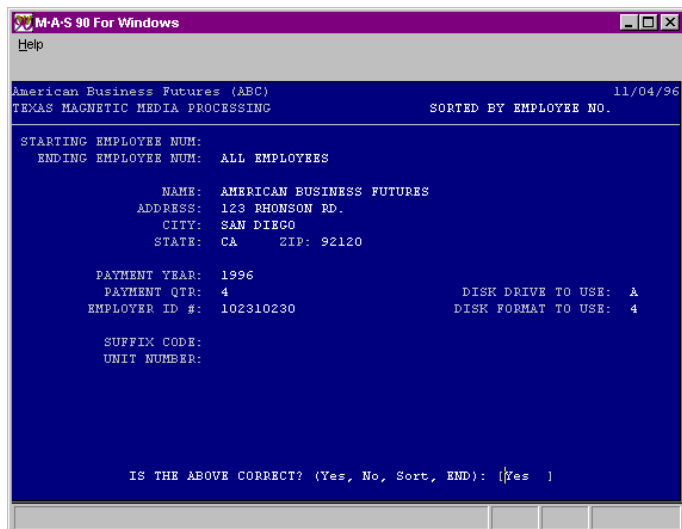 M·A·S 90 For Windows
Help
American Business Futures (ABC) 11/04/96
TEXAS MAGNETIC MEDIA PROCESSING SORTED BY EMPLOYEE NO.
STARTING EMPLOYEE NUM:
ENDING EMPLOYEE NUM: ALL EMPLOYEES
NAME: AMERICAN BUSINESS FUTURES
ADDRESS: 123 RHONSON RD.
CITY: SAN DIEGO
STATE: CA ZIP: 92120
PAYMENT YEAR: 1996
PAYMENT QTR: 4 DISK DRIVE TO USE: A
EMPLOYER ID #: 102310230 DISK FORMAT TO USE: 4
SUFFIX CODE:
UNIT NUMBER:
IS THE ABOVE CORRECT? (Yes, No, Sort, END): [Yes ]